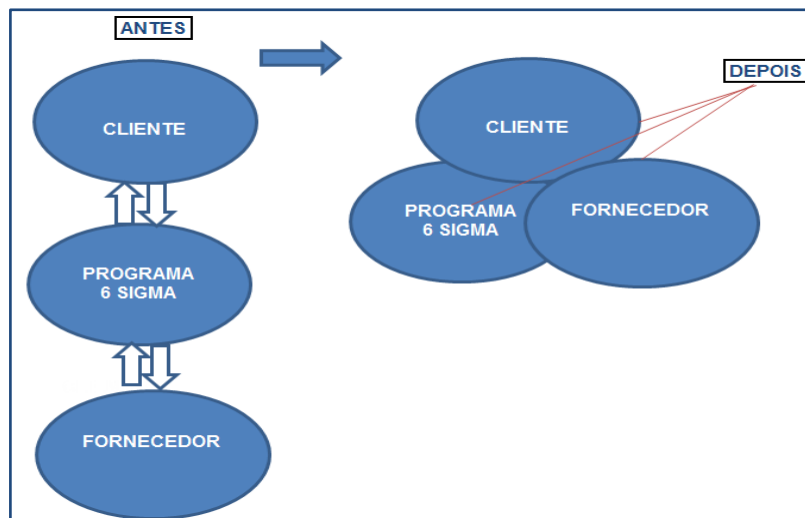 ANTES
CLIENTE
PROGRAMA
6 SIGMA
FORNECEDOR
DEPOIS
CLIENTE
PROGRAMA
6 SIGMA
FORNECEDOR